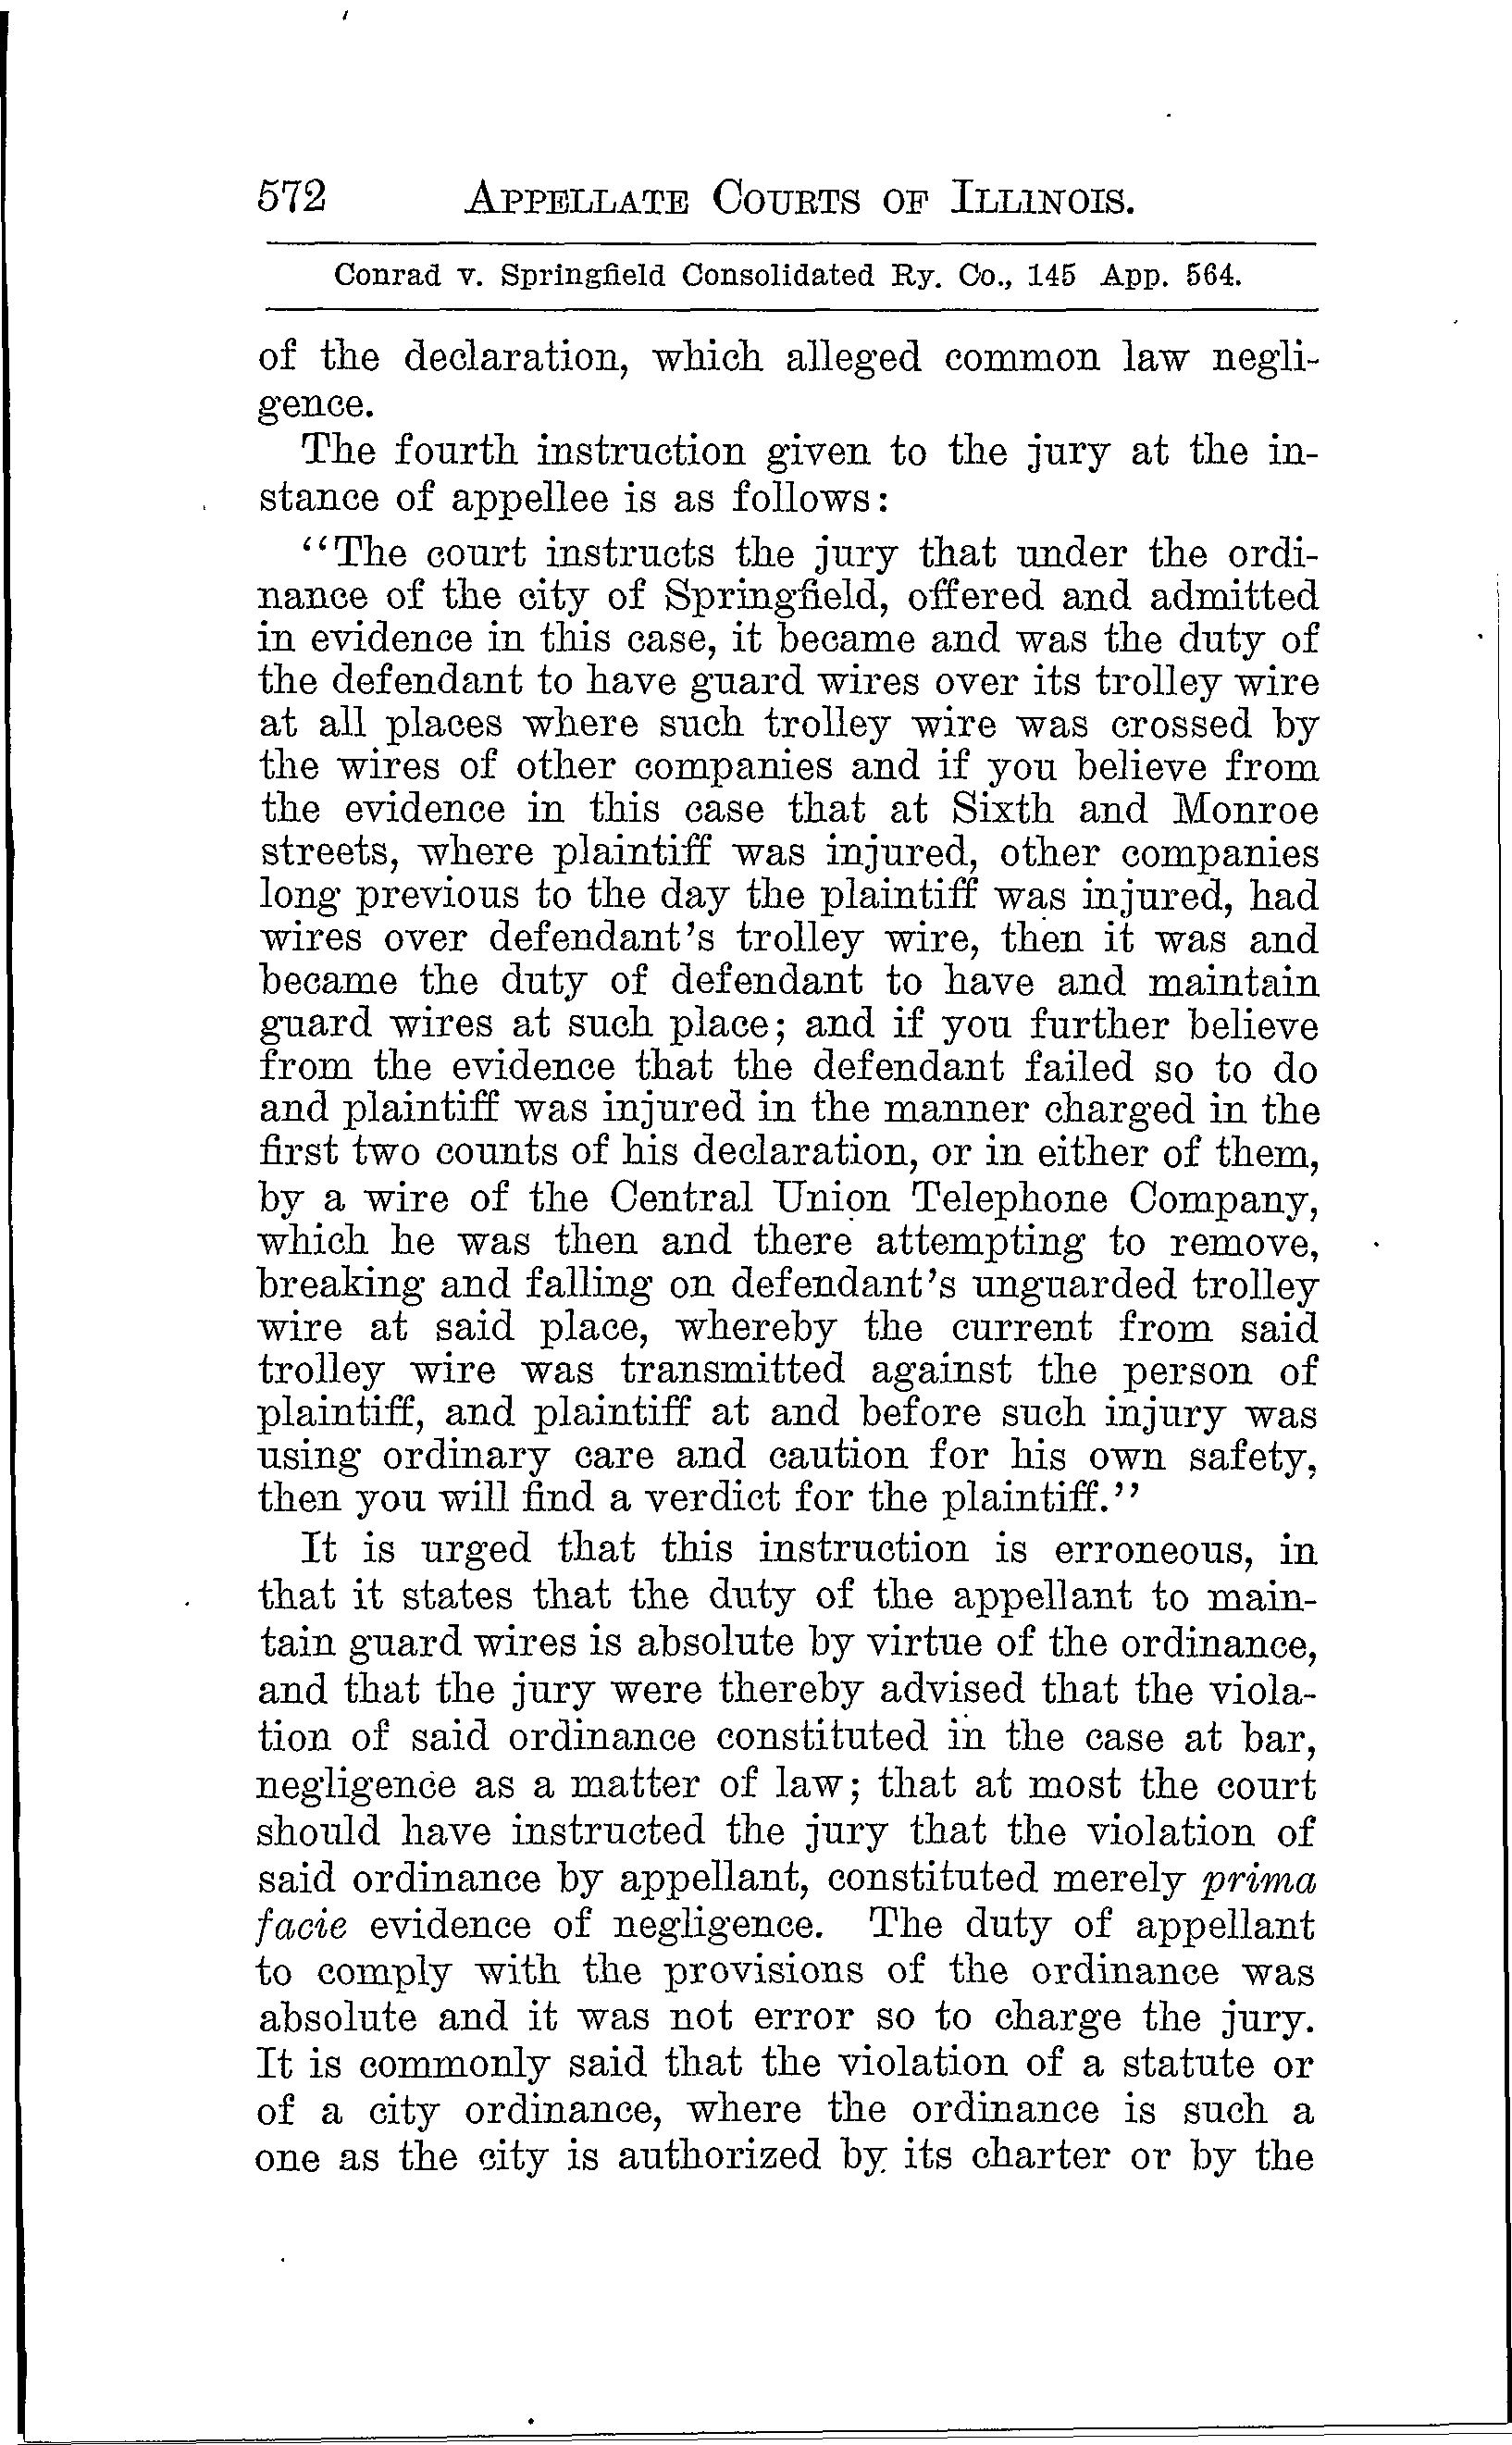 572 APPELLATE COURTS OF ILLINOIS.
Conrad v. Springfield Consolidated Ry. Co., 145 App. 564.
of the declaration, which alleged common law negli-
gence.
The fourth instruction given to the jury at the in-
stance of appellee is as follows:
"The court instructs the jury that under the ordi-
nance of the city of Springfield, offered and admitted
in evidence in this case, it became and was the duty of
the defendant to have guard wires over its trolley wire
at all places where such trolley wire was crossed by
the wires of other companies and if you believe from
the evidence in this case that at Sixth and Monroe
streets, where plaintiff was injured, other companies
long previous to the day the plaintiff was injured, had
wires over defendant's trolley wire, then it was and
became the duty of defendant to have and maintain
guard wires at such place; and if you further believe
from the evidence that the defendant failed so to do
and plaintiff was injured in the manner charged in the
first two counts of his declaration, or in either of them,
by a wire of the Central Union Telephone Company,
which he was then and there attempting to remove,
breaking and falling on defendant's unguarded trolley
wire at said place, whereby the current from said
trolley wire was transmitted against the person of
plaintiff, and plaintiff at and before such injury was
using ordinary care and caution for his own safety,
then you will find a verdict for the plaintiff."
It is urged that this instruction is erroneous, in
that it states that the duty of the appellant to main-
tain guard wires is absolute by virtue of the ordinance,
and that the jury were thereby advised that the viola-
tion of said ordinance constituted in the case at bar,
negligence as a matter of law; that at most the court
should have instructed the jury that the violation of
said ordinance by appellant, constituted merely prima
facie evidence of negligence. The duty of appellant
to comply with the provisions of the ordinance was
absolute and it was not error so to charge the jury.
It is commonly said that the violation of a statute or
of a city ordinance, where the ordinance is such a
one as the city is authorized by its charter or by the